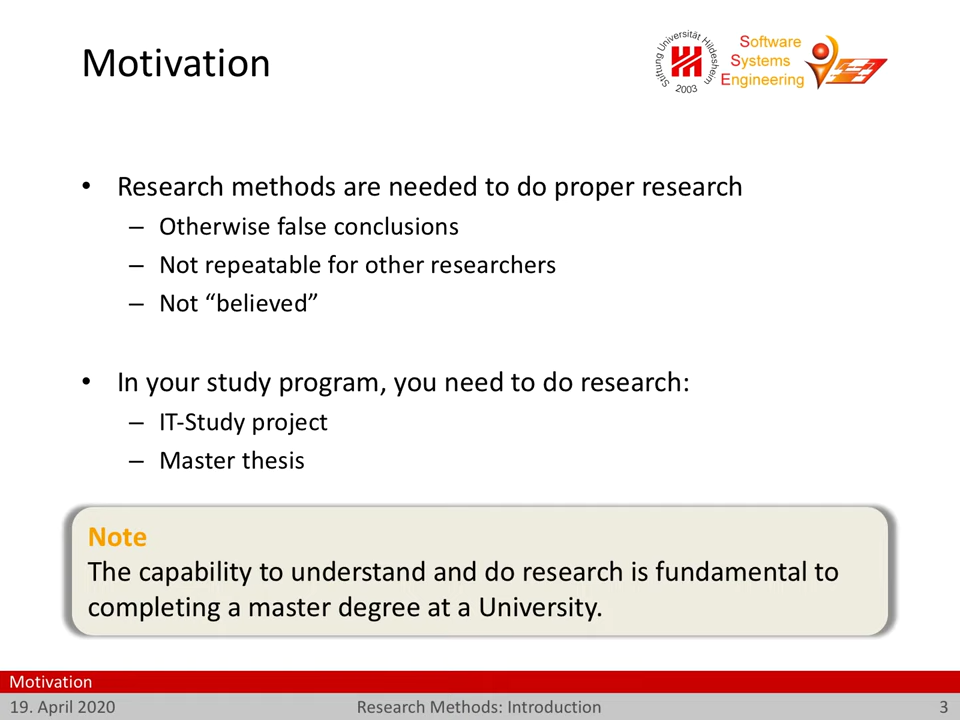 Motivation
Stiftung Universität Hildesheim
2003
Software
Systems
Engineering
• Research methods are needed to do proper research
– Otherwise false conclusions
– Not repeatable for other researchers
– Not “believed”
• In your study program, you need to do research:
– IT-Study project
– Master thesis
Note
The capability to understand and do research is fundamental to
completing a master degree at a University.
Motivation
19. April 2020 Research Methods: Introduction 3